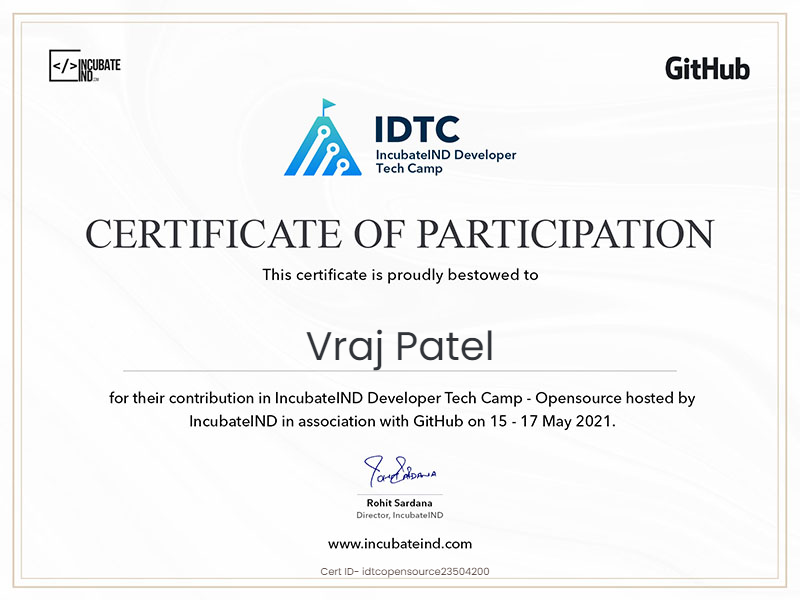 </> INCUBATE
IND.COM
GitHub
IDTC
IncubateIND Developer
Tech Camp
CERTIFICATE OF PARTICIPATION
This certificate is proudly bestowed to
Vraj Patel
for their contribution in IncubateIND Developer Tech Camp - Opensource hosted by
IncubateIND in association with GitHub on 15 - 17 May 2021.
Rohit Sardana
Rohit Sardana
Director, IncubateIND
www.incubateind.com
Cert ID- idtcopensource23504200